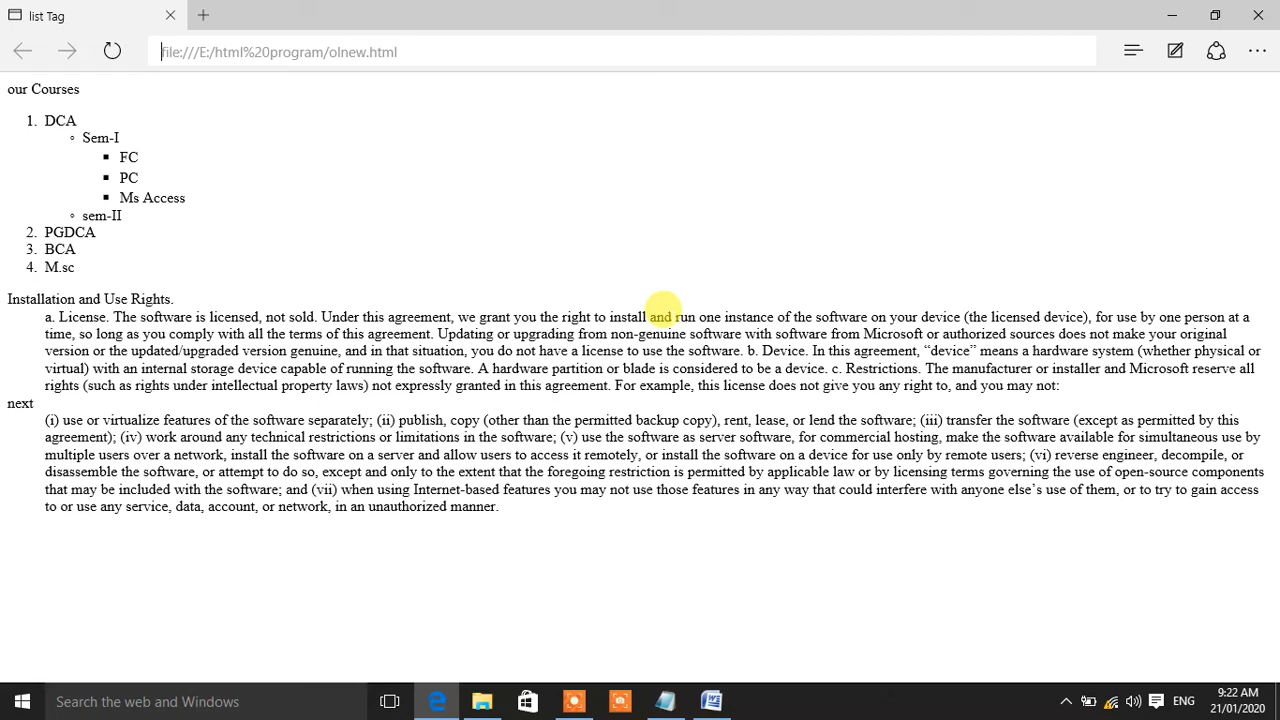 list Tag
file:///E:/html%20program/olnew.html
our Courses
1. DCA
Sem-I
FC
PC
Ms Access
sem-II
2. PGDCA
3. BCA
4. M.sc
Installation and Use Rights.
a. License. The software is licensed, not sold. Under this agreement, we grant you the right to install and run one instance of the software on your device (the licensed device), for use by one person at a
time, so long as you comply with all the terms of this agreement. Updating or upgrading from non-genuine software with software from Microsoft or authorized sources does not make your original
version or the updated/upgraded version genuine, and in that situation, you do not have a license to use the software. b. Device. In this agreement, “device” means a hardware system (whether physical or
virtual) with an internal storage device capable of running the software. A hardware partition or blade is considered to be a device. c. Restrictions. The manufacturer or installer and Microsoft reserve all
rights (such as rights under intellectual property laws) not expressly granted in this agreement. For example, this license does not give you any right to, and you may not:
next
(i) use or virtualize features of the software separately; (ii) publish, copy (other than the permitted backup copy), rent, lease, or lend the software; (iii) transfer the software (except as permitted by this
agreement); (iv) work around any technical restrictions or limitations in the software; (v) use the software as server software, for commercial hosting, make the software available for simultaneous use by
multiple users over a network, install the software on a server and allow users to access it remotely, or install the software on a device for use only by remote users; (vi) reverse engineer, decompile, or
disassemble the software, or attempt to do so, except and only to the extent that the foregoing restriction is permitted by applicable law or by licensing terms governing the use of open-source components
that may be included with the software; and (vii) when using Internet-based features you may not use those features in any way that could interfere with anyone else’s use of them, or to try to gain access
to or use any service, data, account, or network, in an unauthorized manner.
Search the web and Windows
ENG
9:22 AM
21/01/2020